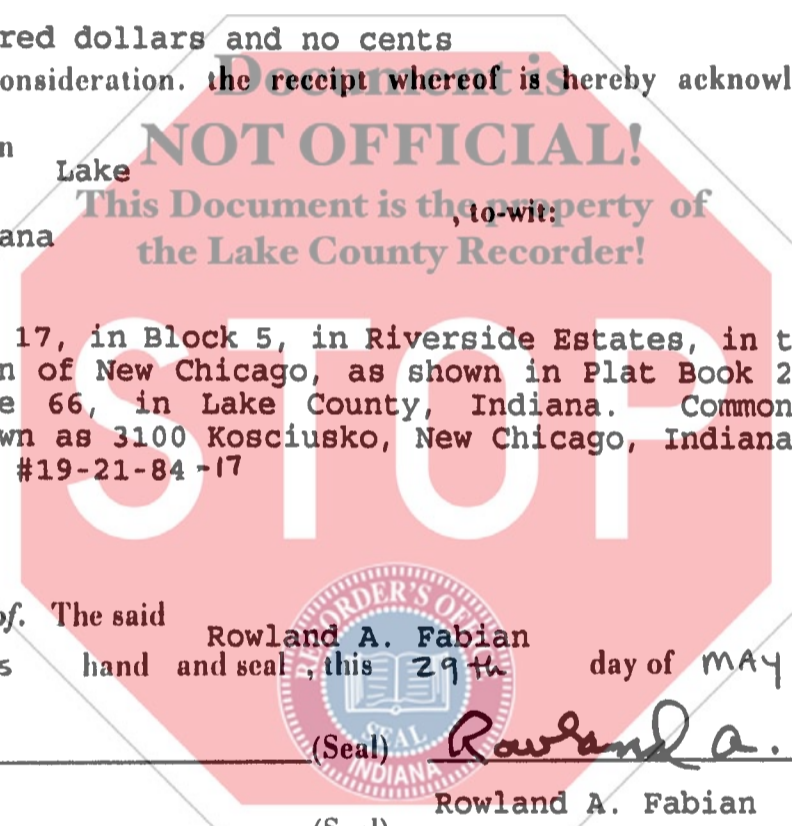 red dollars and no cents
onsideration. the receipt whereof is hereby acknowl
Document is
NOT OFFICIAL!
n
Lake
This Document is the property of
, to-wit:
ana
the Lake County Recorder!
17, in Block 5, in Riverside Estates, in t
n of New Chicago, as shown in Plat Book 2
e 66, in Lake County, Indiana. Common
wn as 3100 Kosciusko, New Chicago, Indiana
#19-21-84-17
STOP
of. The said
Rowland A. Fabian
s hand and seal, this 29th day of MAY
RECORDER'S OFFICE
SEAL
INDIANA
(Seal) Rowland A.
Rowland A. Fabian